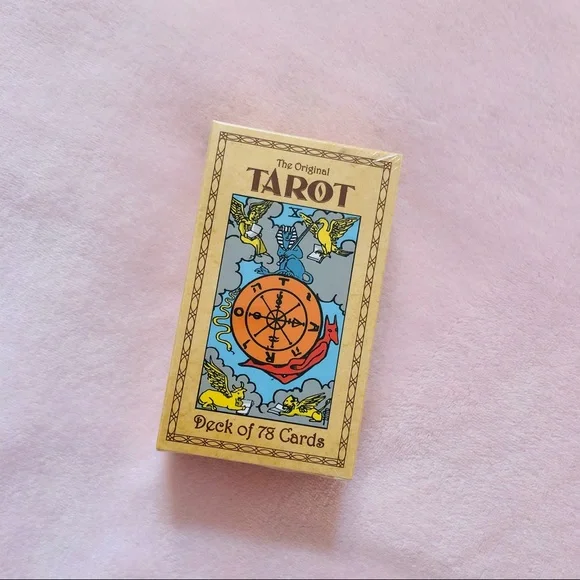 The Original
TAROT
X
T
ה
י
O
A
ו
ה
R
Deck of 78 Cards